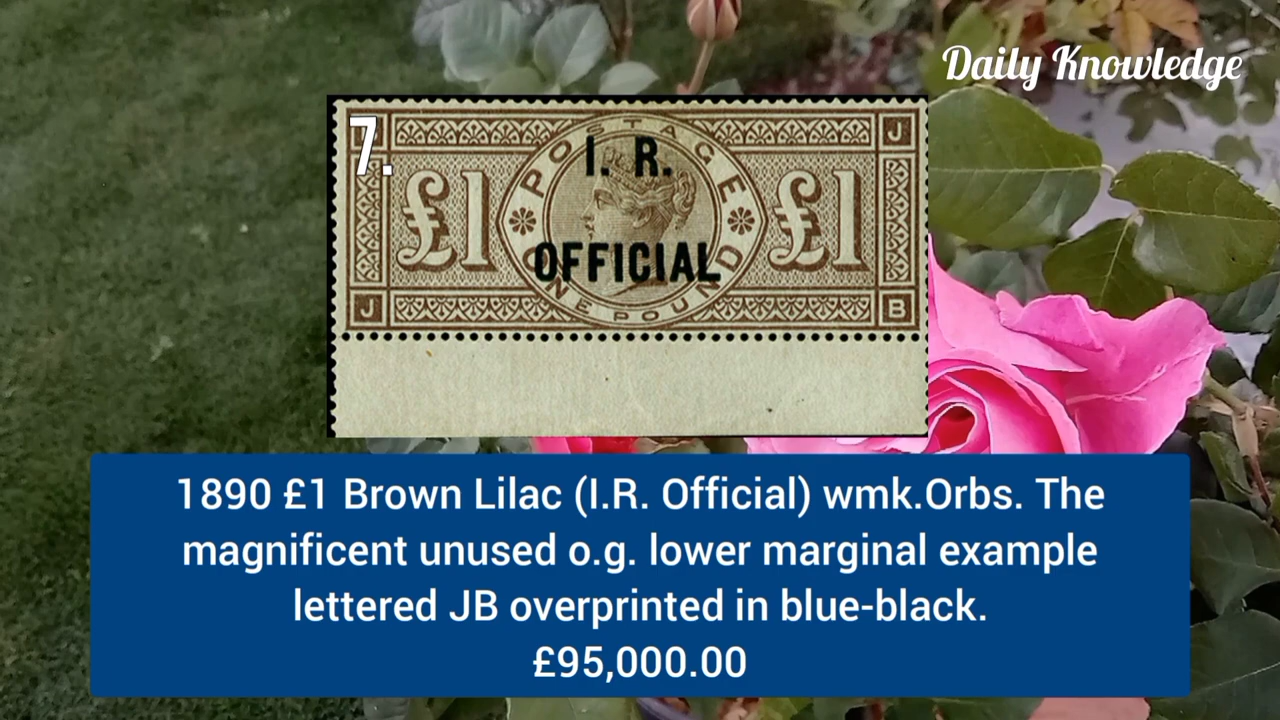 Daily Knowledge
7.
J
I. R.
POSTAGE
£1
£1
OFFICIAL
ONE POUND
J
B
1890 £1 Brown Lilac (I.R. Official) wmk.Orbs. The
magnificent unused o.g. lower marginal example
lettered JB overprinted in blue-black.
£95,000.00